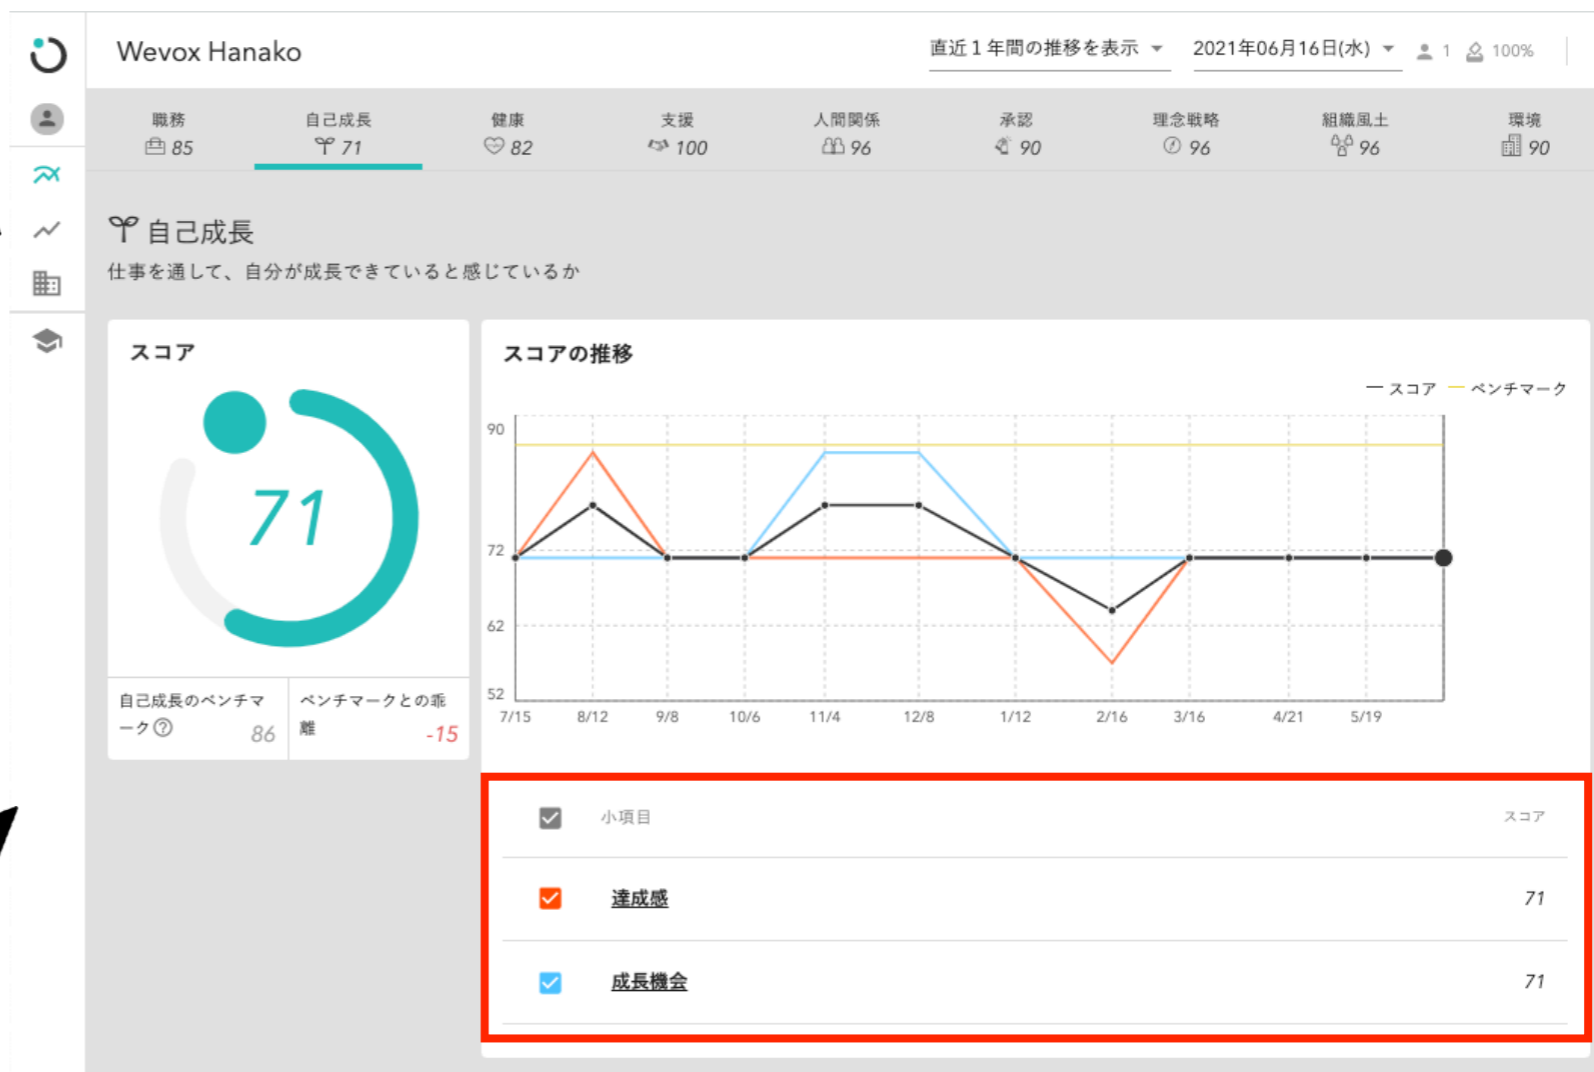 Wevox Hanako
直近1年間の推移を表示
2021年06月16日(水)
1
100%
職務
85
自己成長
71
健康
82
支援
100
人間関係
96
承認
90
理念戦略
96
組織風土
96
環境
90
自己成長
仕事を通して、自分が成長できていると感じているか
スコア
71
自己成長のベンチマ
ーク?
86
ベンチマークとの乖
離
-15
スコアの推移
スコア ベンチマーク
90
72
62
52
7/15 8/12 9/8 10/6 11/4 12/8 1/12 2/16 3/16 4/21 5/19
小項目 スコア
達成感 71
成長機会 71